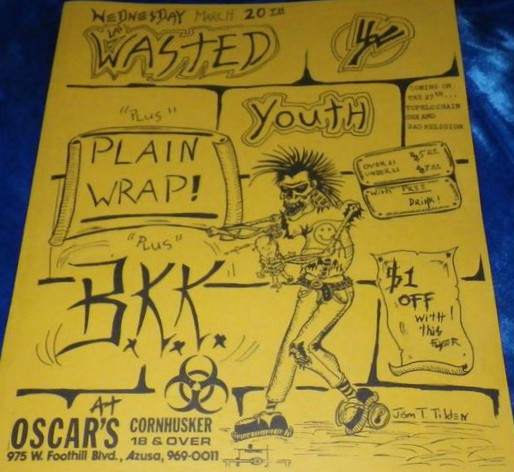 WEDNESDAY MARCH 20TH
L.A.'s
WASTED
YOUTH
COMING ON
THE 27TH...
TUPELO CHAIN
SEX AND
BAD RELIGION
"PLUS"
PLAIN
WRAP!
OVER 21
UNDER 21
WITH FREE
DRINK!
"PLUS"
B.K.K.
$1
OFF
WITH!
this
FLYER
At
OSCAR'S CORNHUSKER
18 & OVER
975 W. Foothill Blvd., Azusa, 969-0011
Tilden